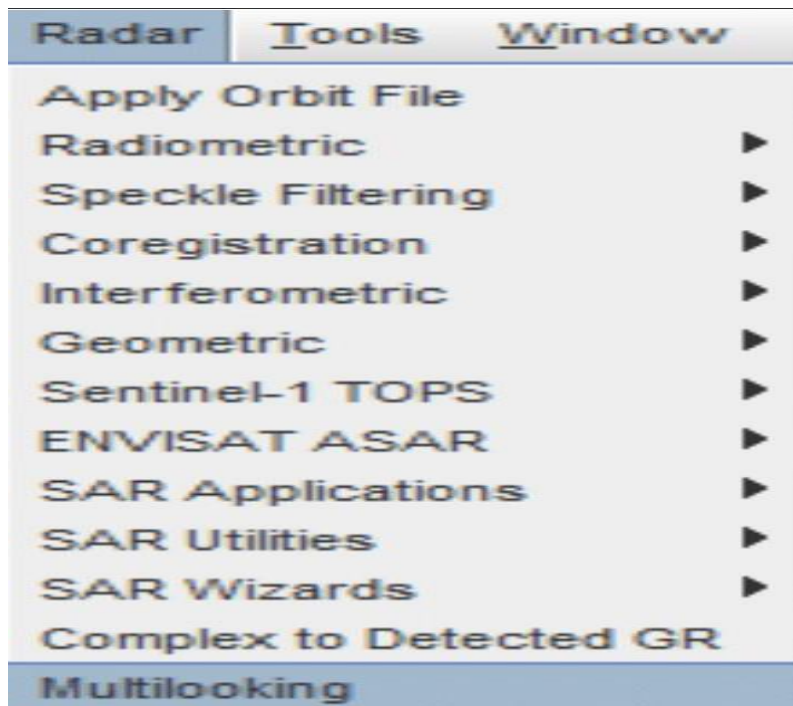 Radar Tools Window
Apply Orbit File
Radiometric
Speckle Filtering
Coregistration
Interferometric
Geometric
Sentinel-1 TOPS
ENVISAT ASAR
SAR Applications
SAR Utilities
SAR Wizards
Complex to Detected GR
Multilooking